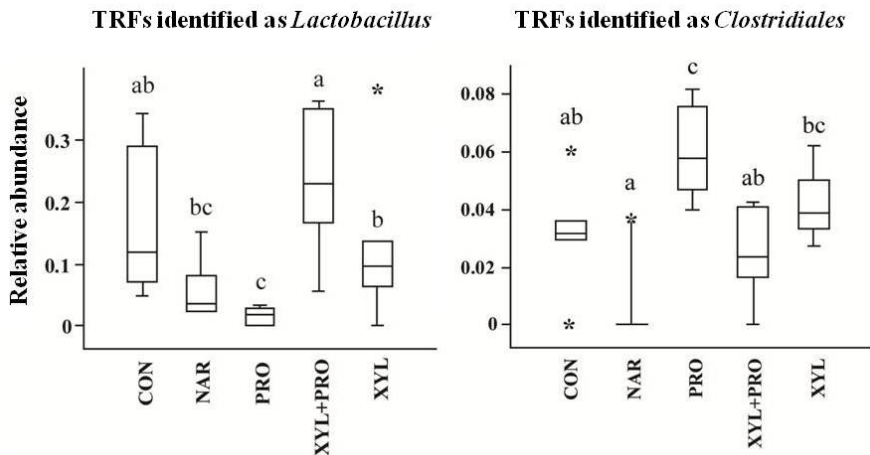 TRFs identified as Lactobacillus
Relative abundance
0.3
0.2
0.1
0
ab
bc
c
a
b
*
CON
NAR
PRO
XYL+PRO
XYL
TRFs identified as Clostridiales
0.08
0.06
0.04
0.02
0
ab
*
*
a
*
c
ab
bc
CON
NAR
PRO
XYL+PRO
XYL